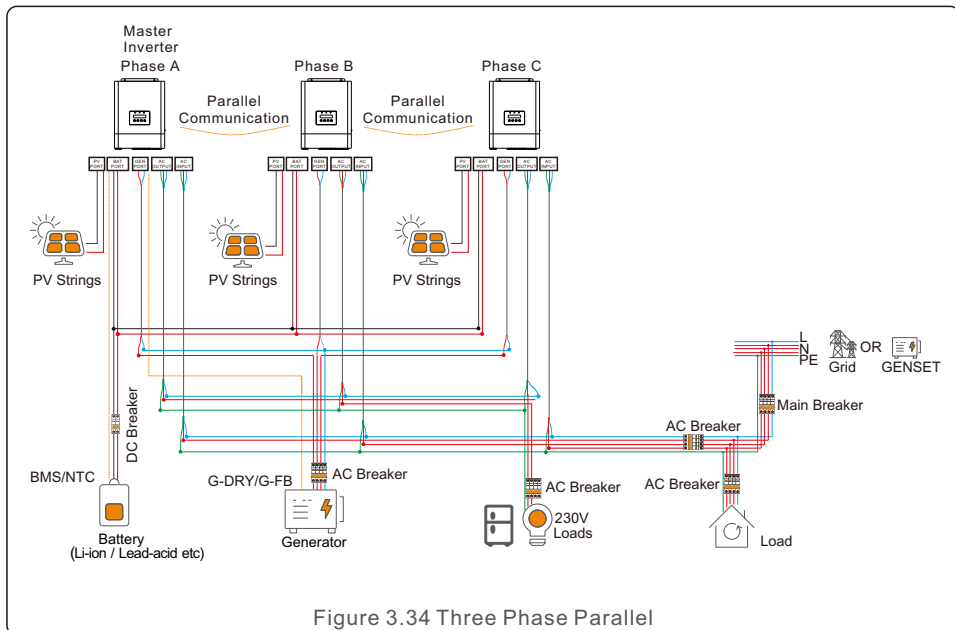 Master
Inverter
Phase A
Phase B
Phase C
Parallel
Communication
Parallel
Communication
PV
PORT
BAT
PORT
GEN
PORT
AC
OUTPUT
AC
INPUT
PV
PORT
BAT
PORT
GEN
PORT
AC
OUTPUT
AC
INPUT
PV
PORT
BAT
PORT
GEN
PORT
AC
OUTPUT
AC
INPUT
PV Strings
PV Strings
PV Strings
L
N
PE
Grid
OR
GENSET
Main Breaker
DC Breaker
AC Breaker
BMS/NTC
G-DRY/G-FB
AC Breaker
AC Breaker
AC Breaker
230V
Loads
Battery
(Li-ion / Lead-acid etc)
Generator
Load
Figure 3.34 Three Phase Parallel